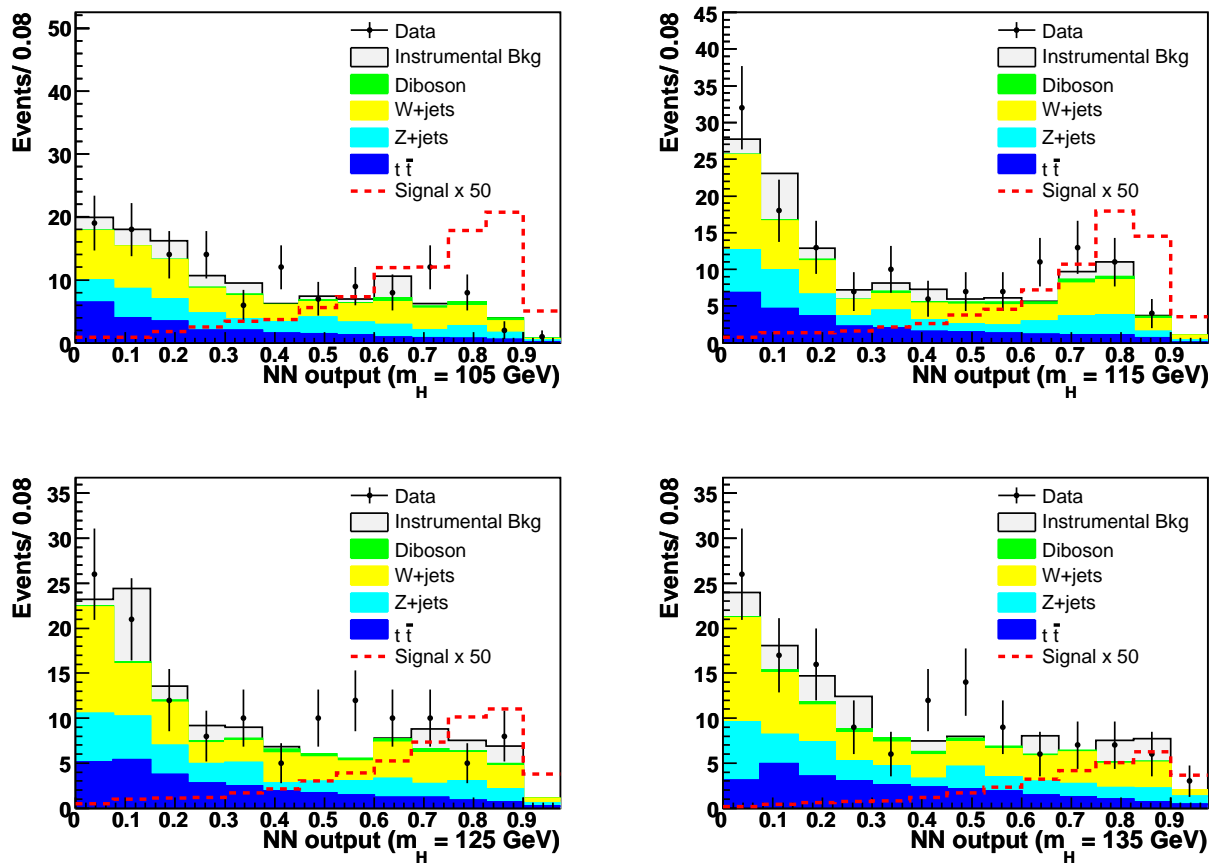 Events/ 0.08
50
40
30
20
10
0
Data
Instrumental Bkg
Diboson
W+jets
Z+jets
t t̄
Signal x 50
0 0.1 0.2 0.3 0.4 0.5 0.6 0.7 0.8 0.9
NN output (m_H = 105 GeV)
Events/ 0.08
45
40
35
30
25
20
15
10
5
0
Data
Instrumental Bkg
Diboson
W+jets
Z+jets
t t̄
Signal x 50
0 0.1 0.2 0.3 0.4 0.5 0.6 0.7 0.8 0.9
NN output (m_H = 115 GeV)
Events/ 0.08
35
30
25
20
15
10
5
0
Data
Instrumental Bkg
Diboson
W+jets
Z+jets
t t̄
Signal x 50
0 0.1 0.2 0.3 0.4 0.5 0.6 0.7 0.8 0.9
NN output (m_H = 125 GeV)
Events/ 0.08
35
30
25
20
15
10
5
0
Data
Instrumental Bkg
Diboson
W+jets
Z+jets
t t̄
Signal x 50
0 0.1 0.2 0.3 0.4 0.5 0.6 0.7 0.8 0.9
NN output (m_H = 135 GeV)